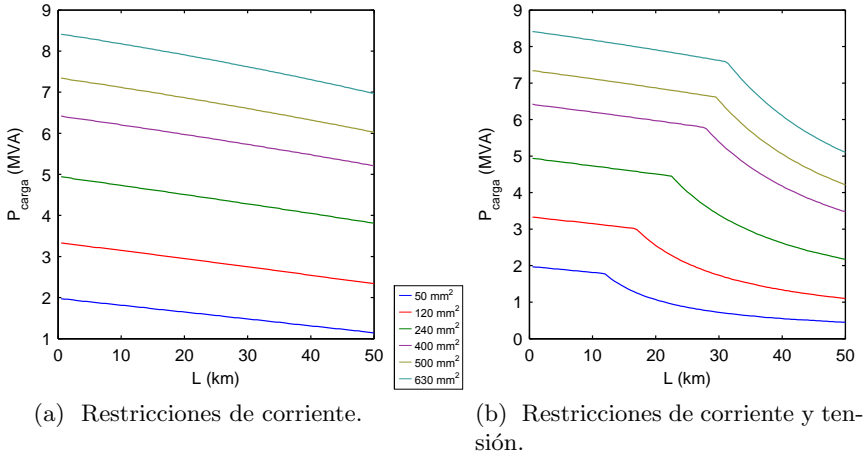 9
8
7
6
5
4
3
2
1
P_carga (MVA)
0 10 20 30 40 50
L (km)
(a) Restricciones de corriente.
50 mm²
120 mm²
240 mm²
400 mm²
500 mm²
630 mm²
9
8
7
6
5
4
3
2
1
0
P_carga (MVA)
0 10 20 30 40 50
L (km)
(b) Restricciones de corriente y ten-
sión.